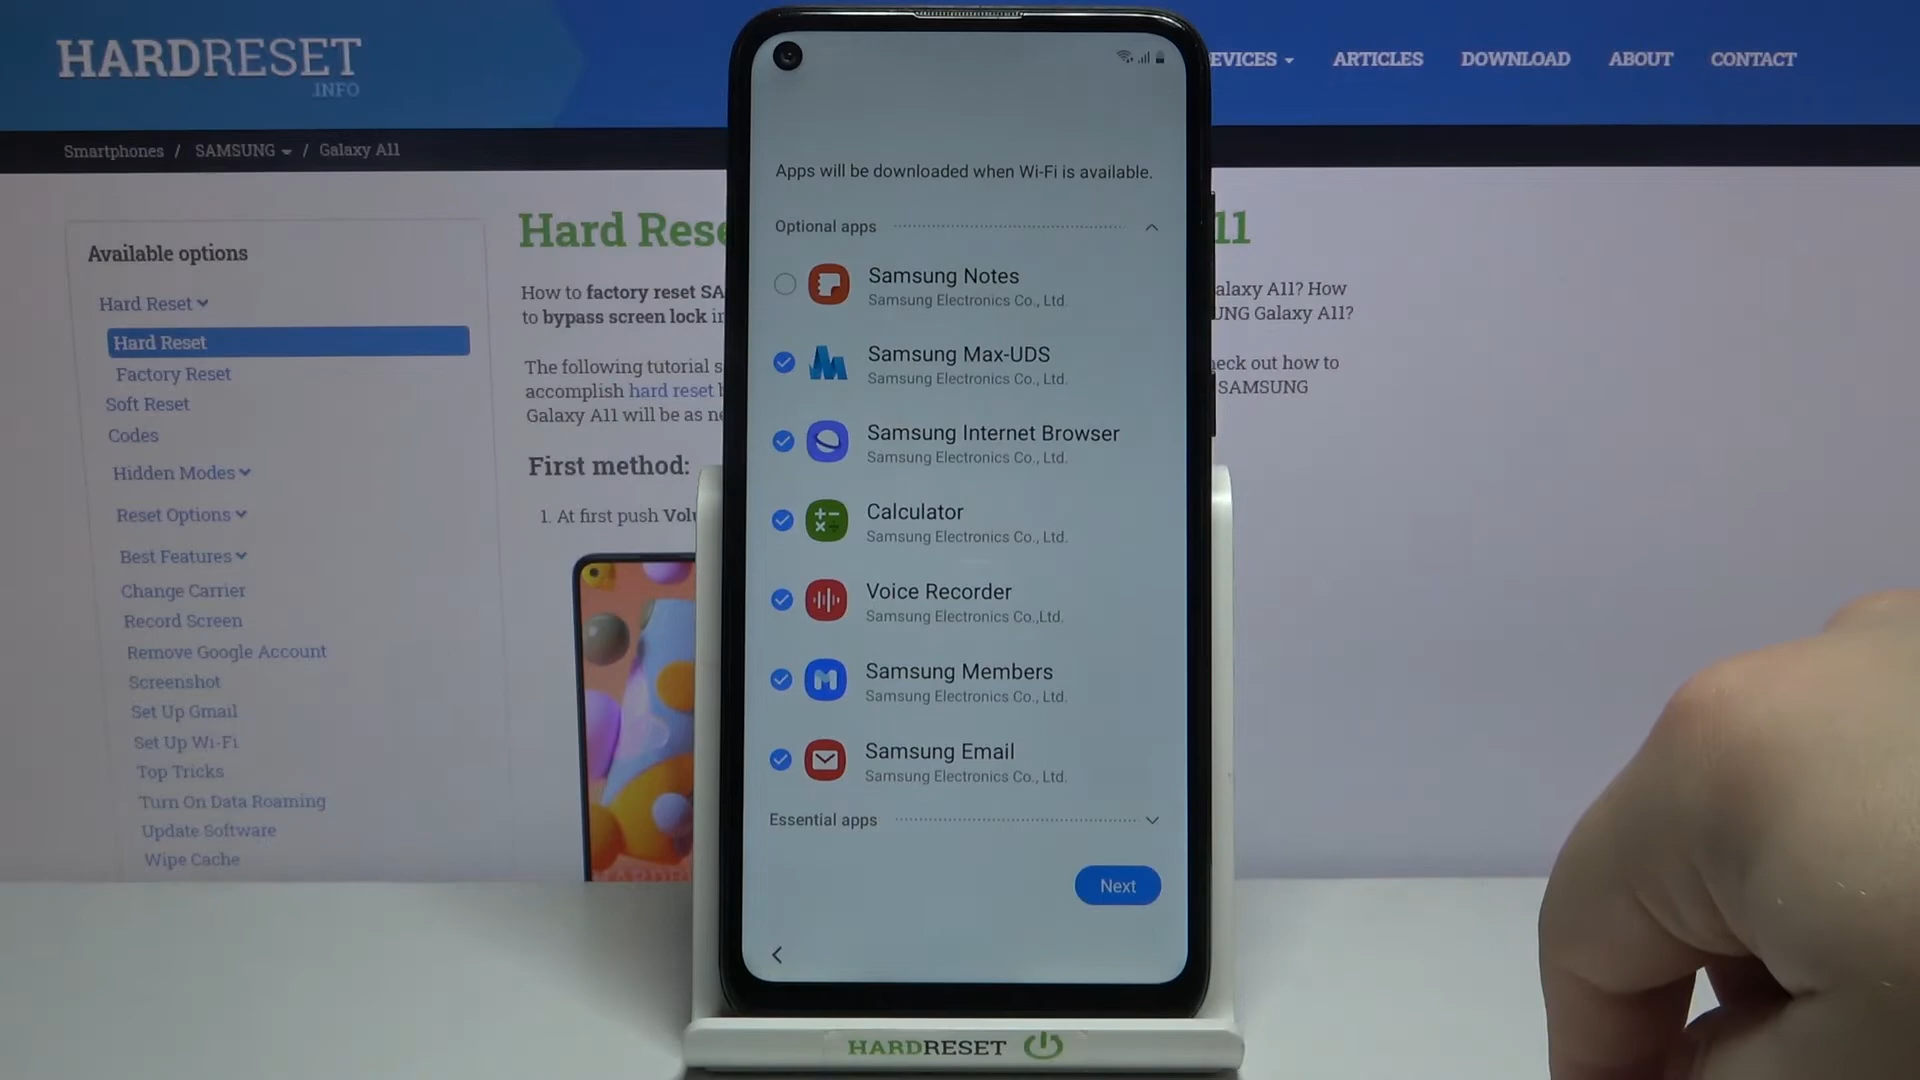 HARDRESET
.INFO
EVICES
ARTICLES
DOWNLOAD
ABOUT
CONTACT
Smartphones / SAMSUNG / Galaxy A11
Available options
Hard Reset
Hard Reset
Factory Reset
Soft Reset
Codes
Hidden Modes
Reset Options
Best Features
Change Carrier
Record Screen
Remove Google Account
Screenshot
Set Up Gmail
Set Up Wi-Fi
Top Tricks
Turn On Data Roaming
Update Software
Wipe Cache
Hard Rese
11
How to factory reset SA
alaxy A11? How
to bypass screen lock in
UNG Galaxy A11?
The following tutorial s
heck out how to
accomplish hard reset b
SAMSUNG
Galaxy A11 will be as ne
First method:
1. At first push Volu
Apps will be downloaded when Wi-Fi is available.
Optional apps
Samsung Notes
Samsung Electronics Co., Ltd.
Samsung Max-UDS
Samsung Electronics Co., Ltd.
Samsung Internet Browser
Samsung Electronics Co., Ltd.
Calculator
Samsung Electronics Co., Ltd.
Voice Recorder
Samsung Electronics Co.,Ltd.
Samsung Members
Samsung Electronics Co., Ltd.
Samsung Email
Samsung Electronics Co., Ltd.
Essential apps
Next
HARDRESET